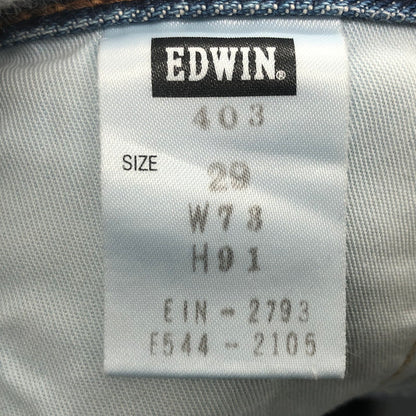 EDWIN®
403
SIZE 29
W73
H91
EIN-2793
E544-2105